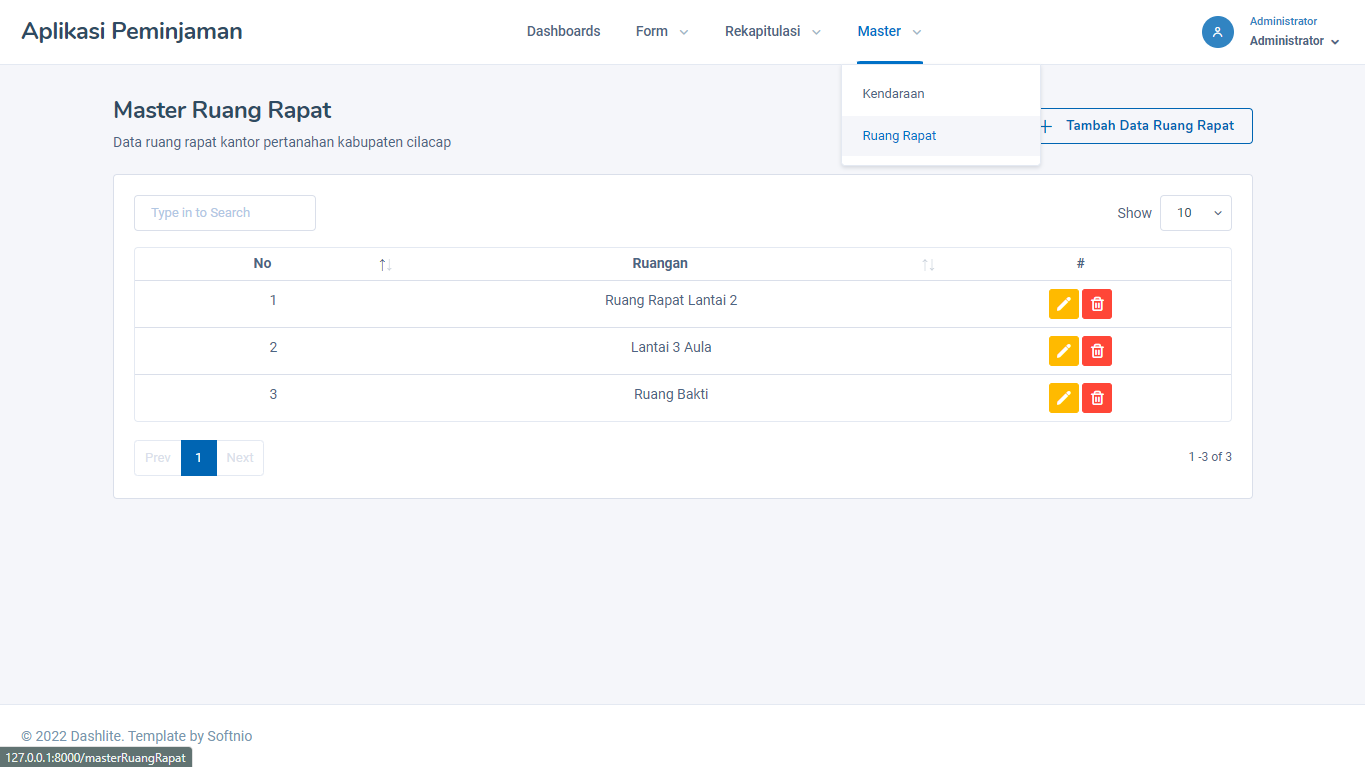 Aplikasi Peminjaman
Dashboards Form Rekapitulasi Master
Administrator
Administrator
Kendaraan
Ruang Rapat
Master Ruang Rapat
Data ruang rapat kantor pertanahan kabupaten cilacap
Tambah Data Ruang Rapat
Type in to Search
Show 10
No Ruangan #
1 Ruang Rapat Lantai 2
2 Lantai 3 Aula
3 Ruang Bakti
Prev 1 Next
1 -3 of 3
© 2022 Dashlite. Template by Softnio
127.0.0.1:8000/masterRuangRapat